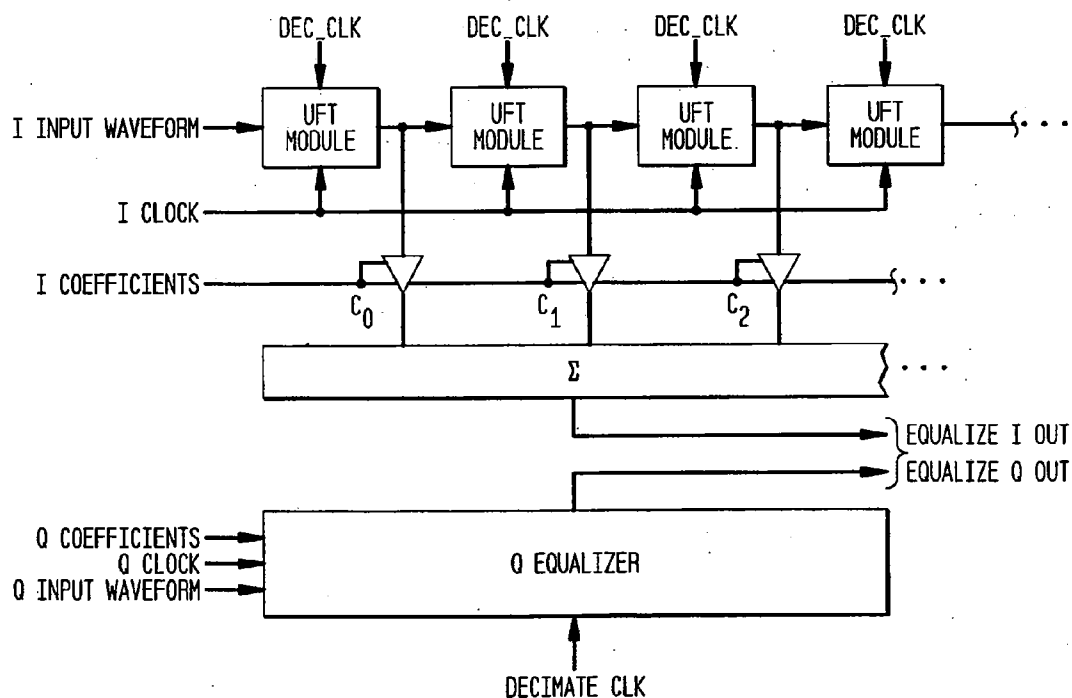 DEC_CLK DEC_CLK DEC_CLK DEC_CLK
I INPUT WAVEFORM
UFT MODULE
UFT MODULE
UFT MODULE.
UFT MODULE
I CLOCK
I COEFFICIENTS
C0 C1 C2
Σ
EQUALIZE I OUT
EQUALIZE Q OUT
Q COEFFICIENTS
Q CLOCK
Q INPUT WAVEFORM
Q EQUALIZER
DECIMATE CLK